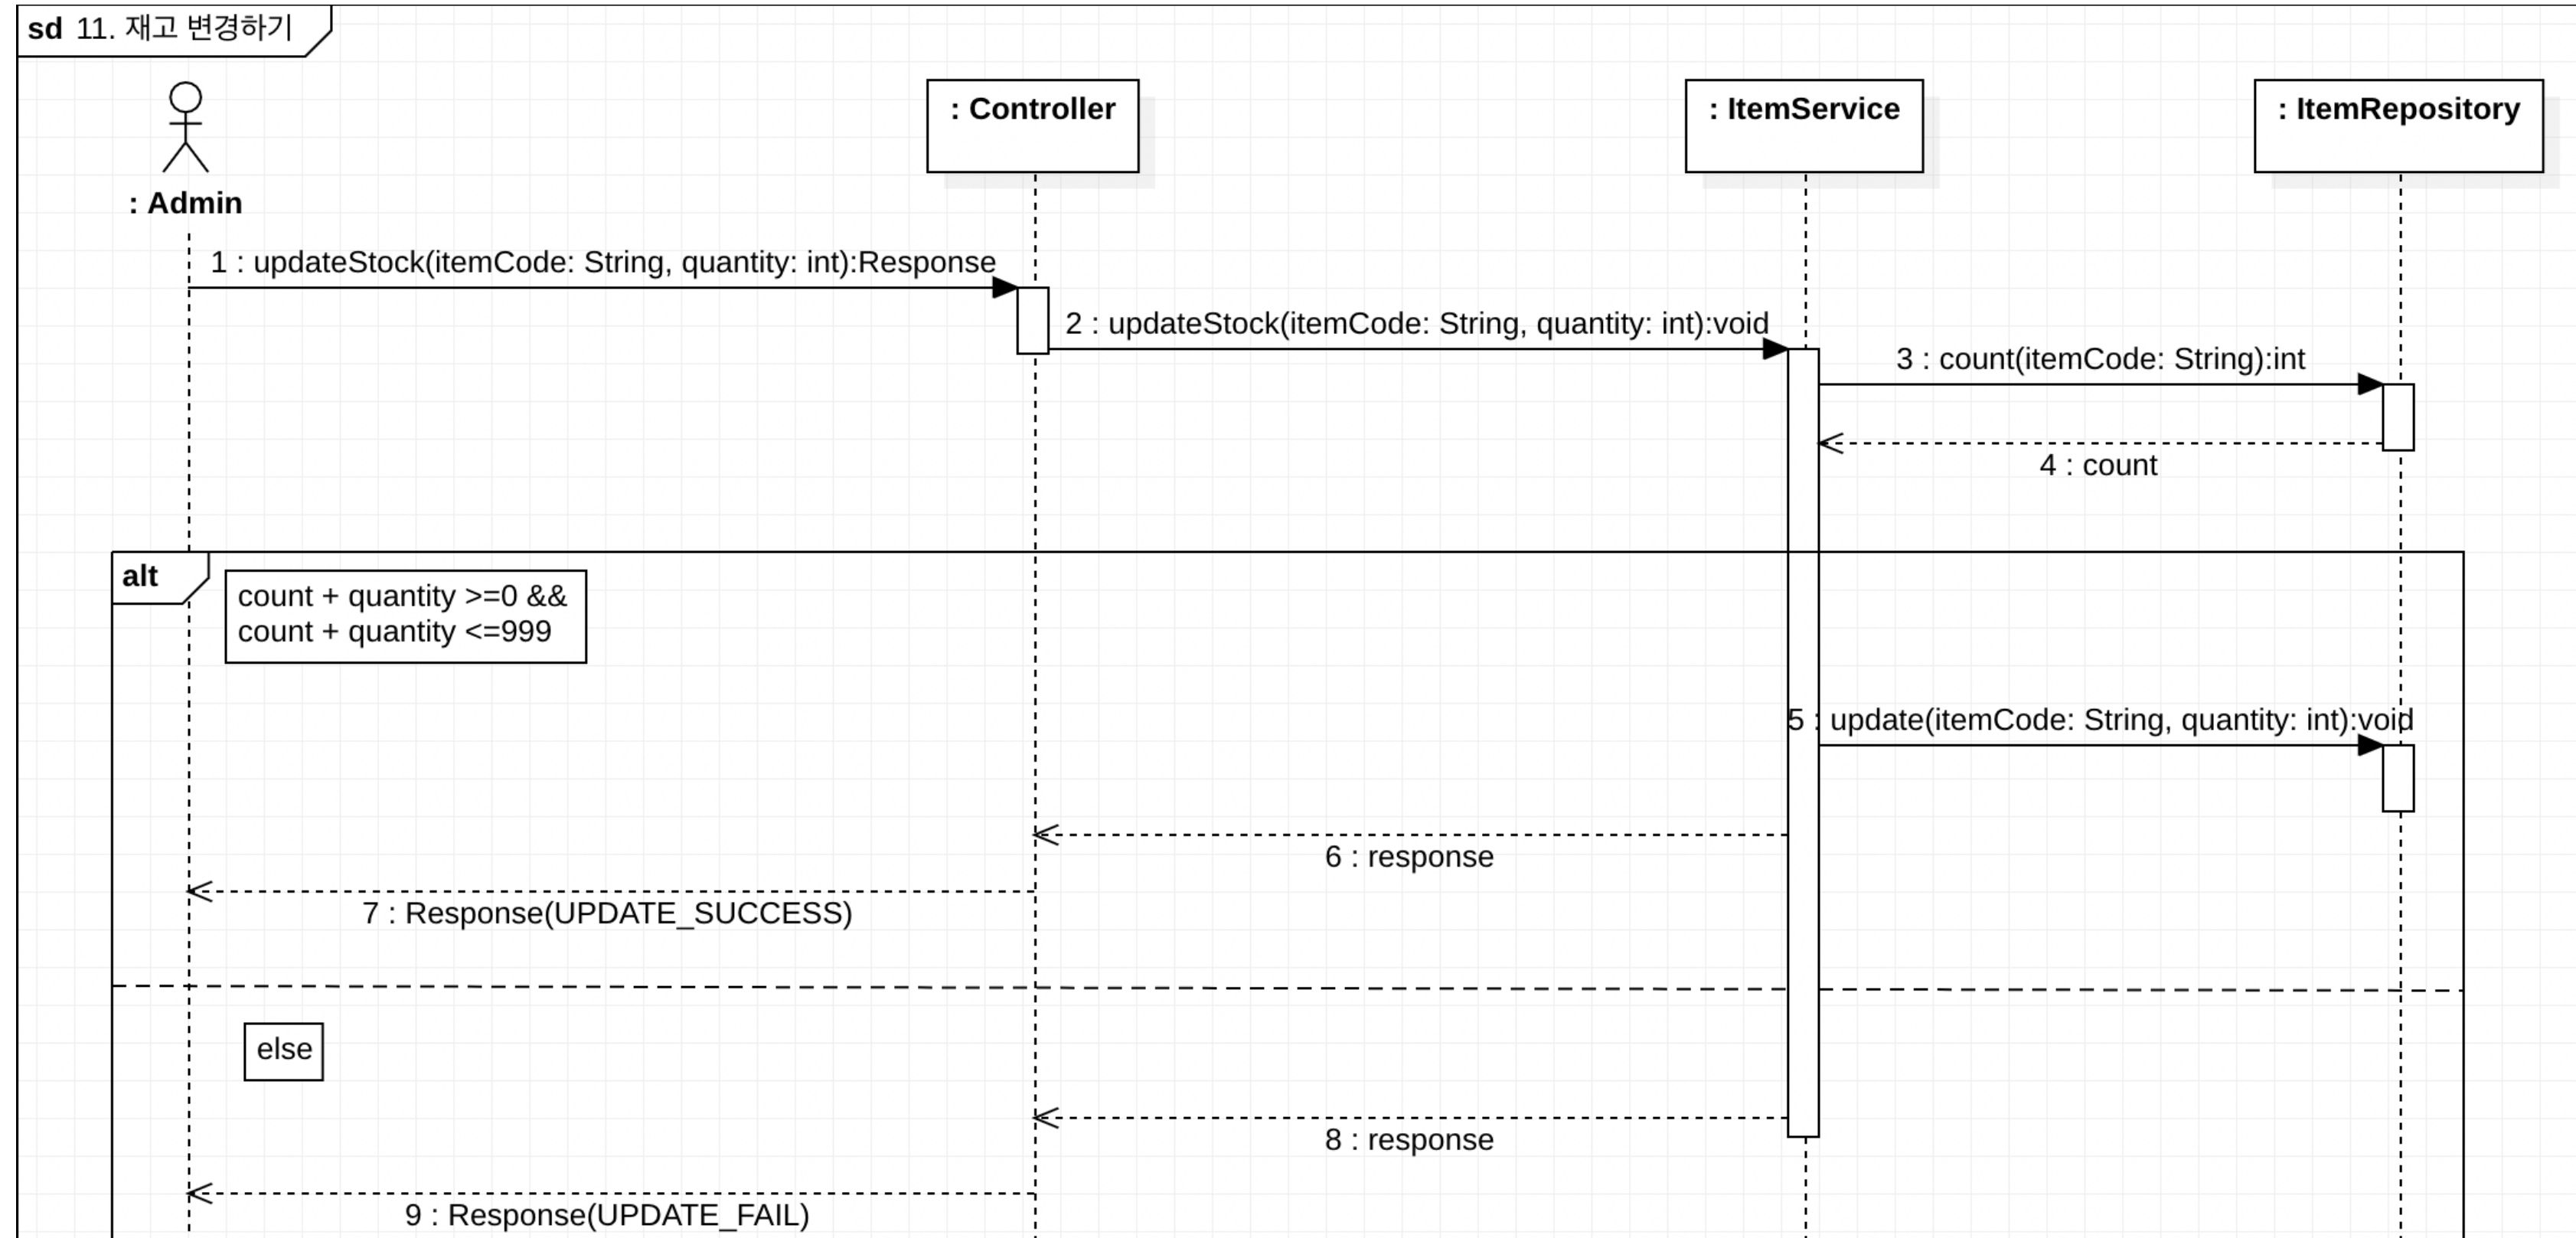 sd 11. 재고 변경하기
: Controller
: ItemService
: ItemRepository
: Admin
1 : updateStock(itemCode: String, quantity: int):Response
2 : updateStock(itemCode: String, quantity: int):void
3 : count(itemCode: String):int
4 : count
alt
count + quantity >=0 &&
count + quantity <=999
5 : update(itemCode: String, quantity: int):void
6 : response
7 : Response(UPDATE_SUCCESS)
else
8 : response
9 : Response(UPDATE_FAIL)